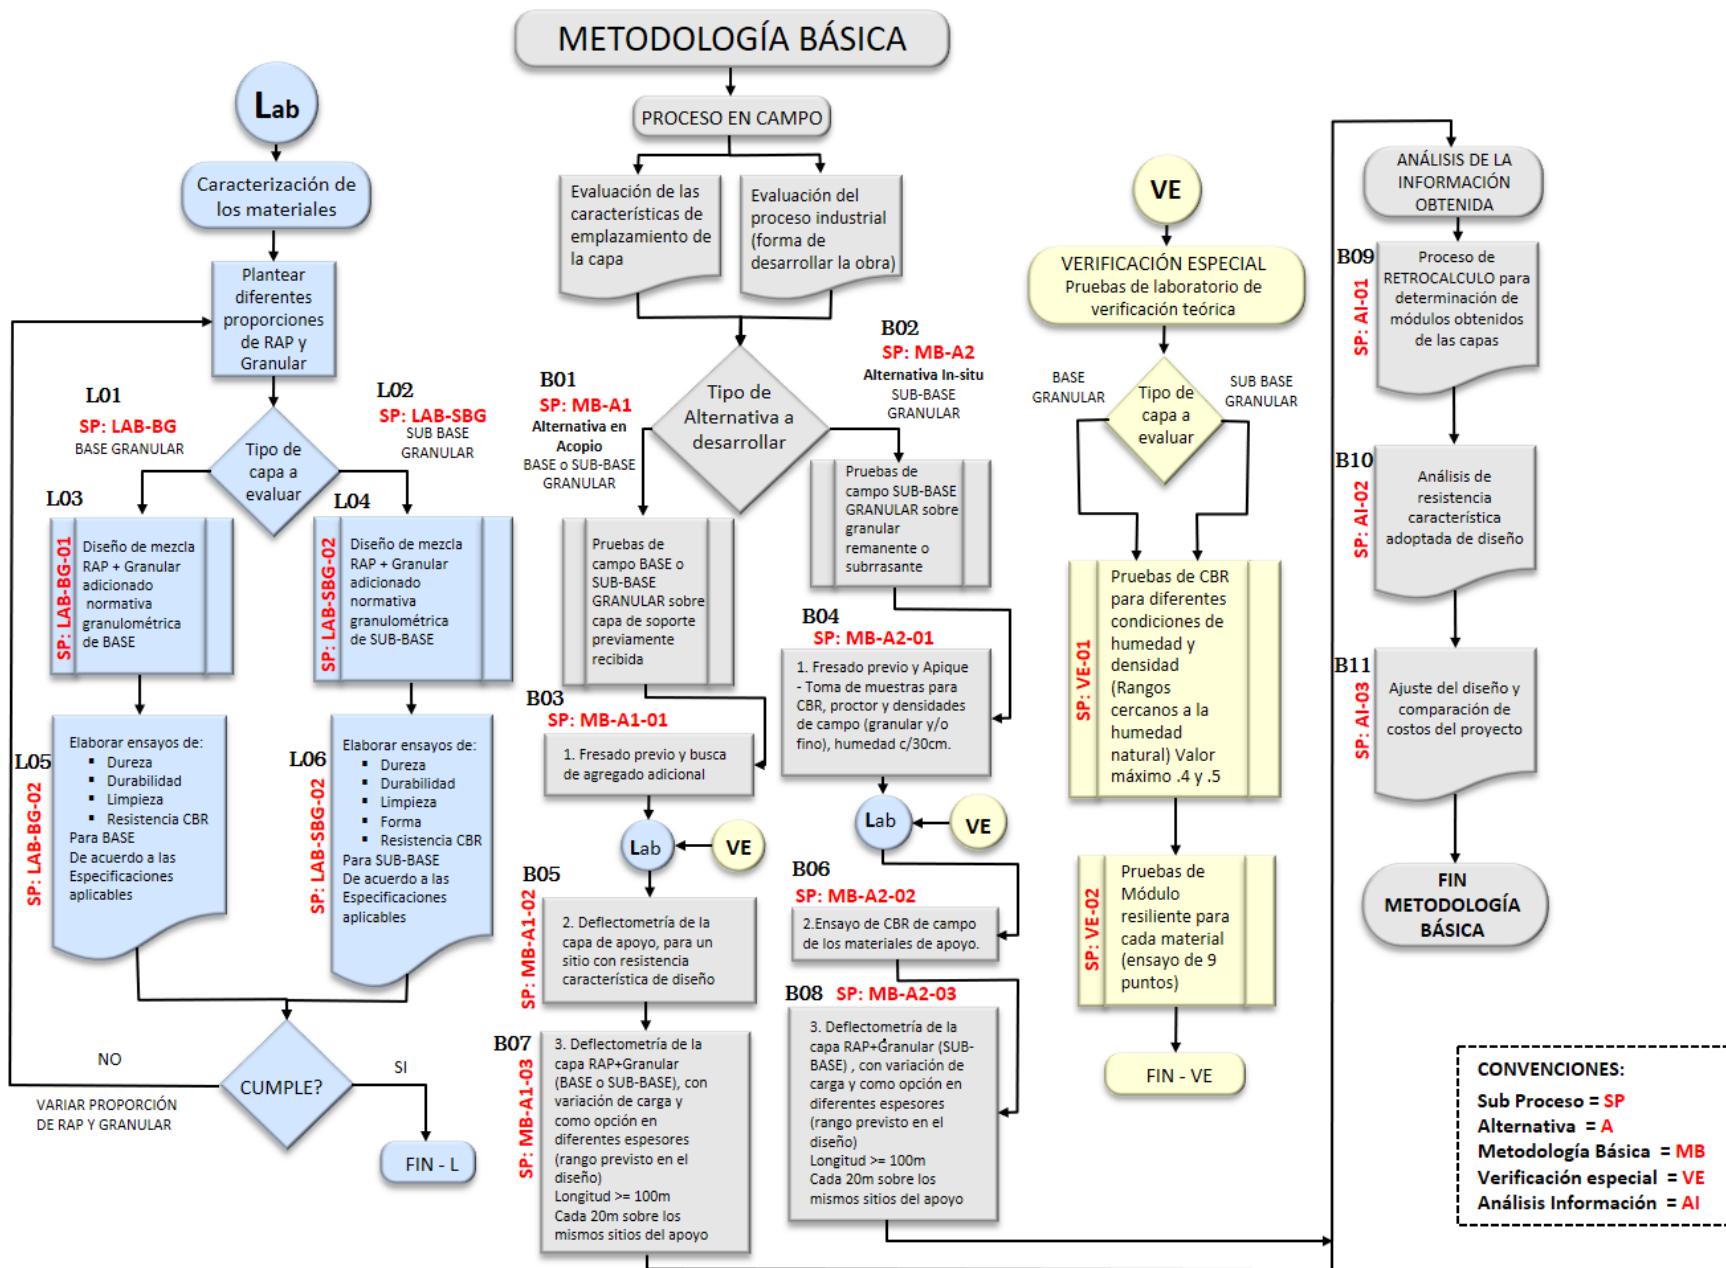 METODOLOGÍA BÁSICA
PROCESO EN CAMPO
Evaluación de las
características de
emplazamiento de
la capa
Evaluación del
proceso industrial
(forma de
desarrollar la obra)
Tipo de
Alternativa a
desarrollar
B01
SP: MB-A1
Alternativa en
Acopio
BASE o SUB-BASE
GRANULAR
B02
SP: MB-A2
Alternativa In-situ
SUB-BASE
GRANULAR
Pruebas de
campo BASE o
SUB-BASE
GRANULAR sobre
capa de soporte
previamente
recibida
Pruebas de
campo SUB-BASE
GRANULAR sobre
granular
remanente o
subrrasante
B03
SP: MB-A1-01
1. Fresado previo y busca
de agregado adicional
B04
SP: MB-A2-01
1. Fresado previo y Apique
- Toma de muestras para
CBR, proctor y densidades
de campo (granular y/o
fino), humedad c/30cm.
Lab
VE
Lab
VE
B05
SP: MB-A1-02
2. Deflectometría de la
capa de apoyo, para un
sitio con resistencia
característica de diseño
B06
SP: MB-A2-02
2.Ensayo de CBR de campo
de los materiales de apoyo.
B07
SP: MB-A1-03
3. Deflectometría de la
capa RAP+Granular
(BASE o SUB-BASE), con
variación de carga y
como opción en
diferentes espesores
(rango previsto en el
diseño)
Longitud >= 100m
Cada 20m sobre los
mismos sitios del apoyo
B08
SP: MB-A2-03
3. Deflectometría de la
capa RAP+Granular (SUB-
BASE) , con variación de
carga y como opción en
diferentes espesores
(rango previsto en el
diseño)
Longitud >= 100m
Cada 20m sobre los
mismos sitios del apoyo
Lab
Caracterización de
los materiales
Plantear
diferentes
proporciones
de RAP y
Granular
L01
SP: LAB-BG
BASE GRANULAR
L02
SP: LAB-SBG
SUB BASE
GRANULAR
Tipo de
capa a
evaluar
L03
SP: LAB-BG-01
Diseño de mezcla
RAP + Granular
adicionado
normativa
granulométrica
de BASE
L04
SP: LAB-SBG-02
Diseño de mezcla
RAP + Granular
adicionado
normativa
granulométrica
de SUB-BASE
L05
SP: LAB-BG-02
Elaborar ensayos de:
▪ Dureza
▪ Durabilidad
▪ Limpieza
▪ Resistencia CBR
Para BASE
De acuerdo a las
Especificaciones
aplicables
L06
SP: LAB-SBG-02
Elaborar ensayos de:
▪ Dureza
▪ Durabilidad
▪ Limpieza
▪ Forma
▪ Resistencia CBR
Para SUB-BASE
De acuerdo a las
Especificaciones
aplicables
CUMPLE?
NO
VARIAR PROPORCIÓN
DE RAP Y GRANULAR
SI
FIN - L
VE
VERIFICACIÓN ESPECIAL
Pruebas de laboratorio de
verificación teórica
BASE
GRANULAR
SUB BASE
GRANULAR
Tipo de
capa a
evaluar
SP: VE-01
Pruebas de CBR
para diferentes
condiciones de
humedad y
densidad
(Rangos
cercanos a la
humedad
natural) Valor
máximo .4 y .5
SP: VE-02
Pruebas de
Módulo
resiliente para
cada material
(ensayo de 9
puntos)
FIN - VE
ANÁLISIS DE LA
INFORMACIÓN
OBTENIDA
B09
SP: AI-01
Proceso de
RETROCALCULO para
determinación de
módulos obtenidos
de las capas
B10
SP: AI-02
Análisis de
resistencia
característica
adoptada de diseño
B11
SP: AI-03
Ajuste del diseño y
comparación de
costos del proyecto
FIN
METODOLOGÍA
BÁSICA
CONVENCIONES:
Sub Proceso = SP
Alternativa = A
Metodología Básica = MB
Verificación especial = VE
Análisis Información = AI